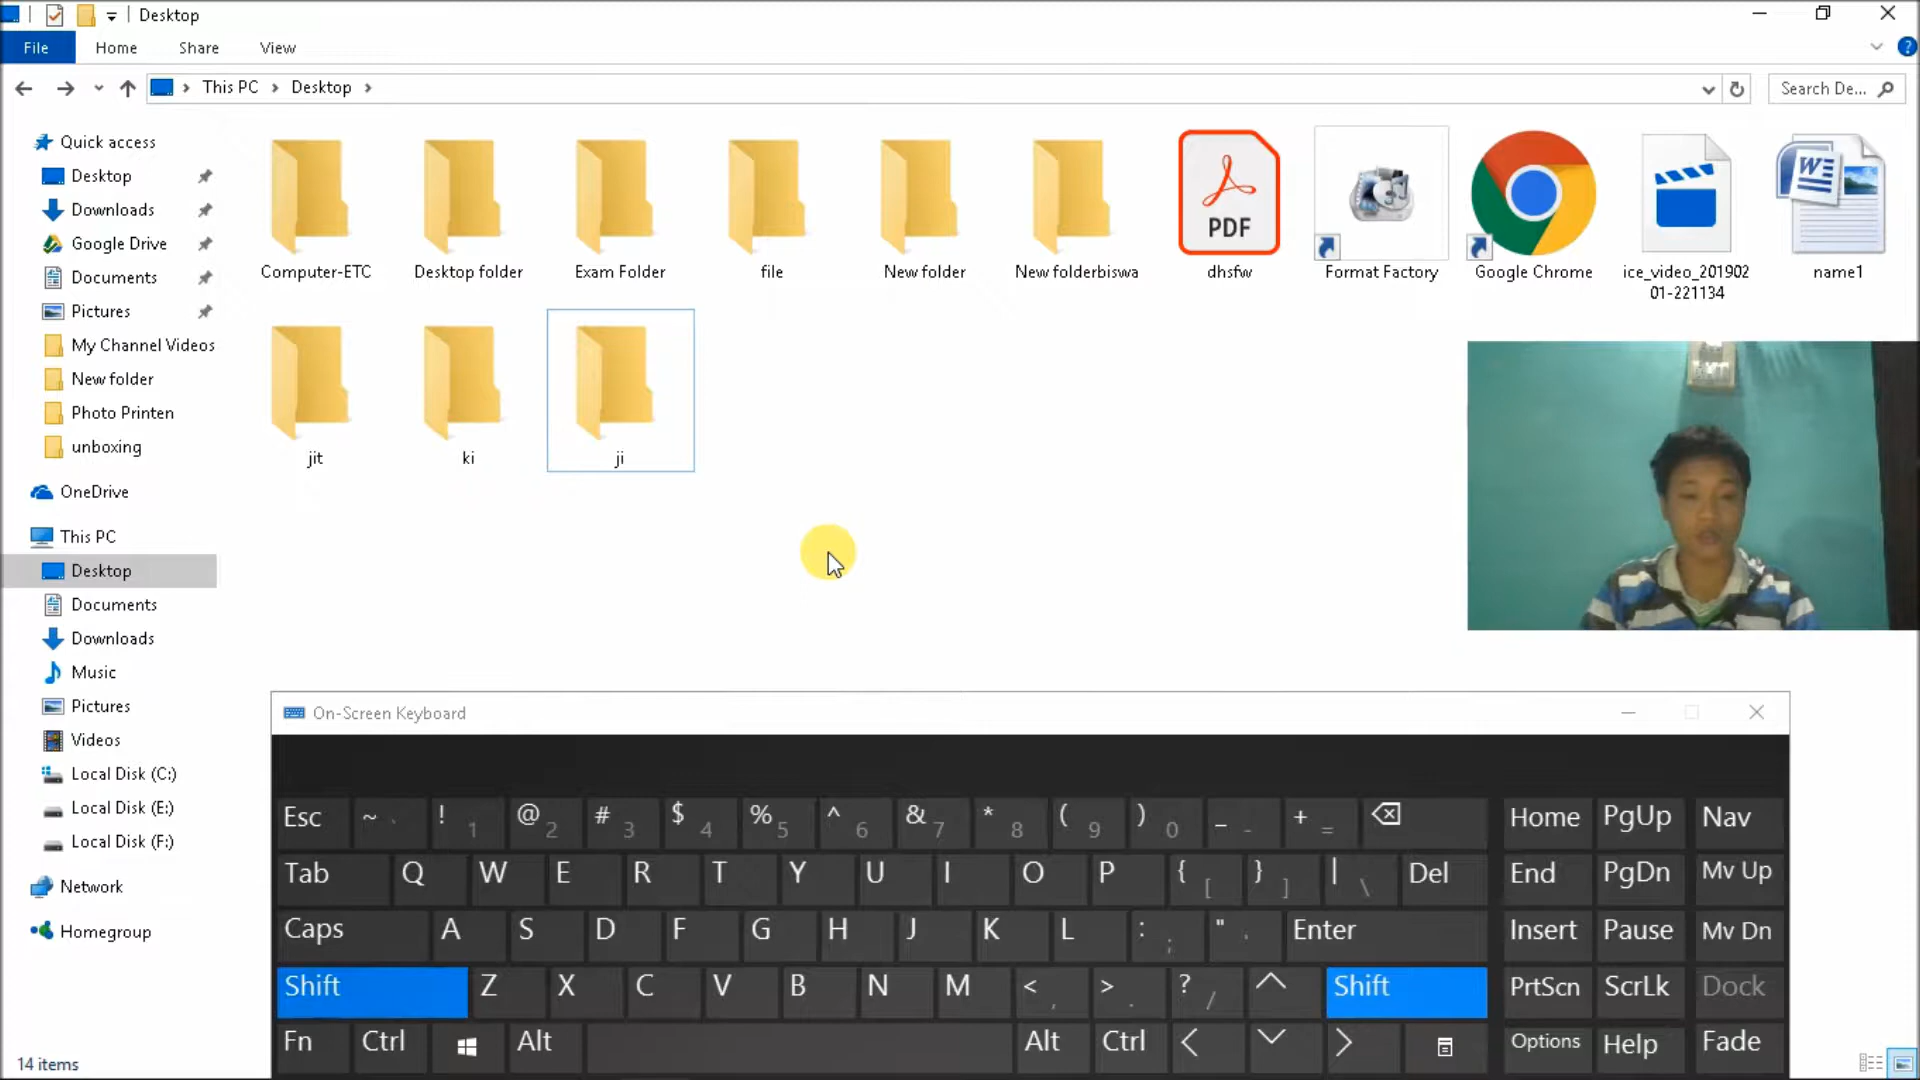 Desktop
File Home Share View
This PC Desktop
Search De...
Quick access
Desktop
Downloads
Google Drive
Documents
Pictures
My Channel Videos
New folder
Photo Printen
unboxing
OneDrive
This PC
Desktop
Documents
Downloads
Music
Pictures
Videos
Local Disk (C:)
Local Disk (E:)
Local Disk (F:)
Network
Homegroup
14 items
Computer-ETC Desktop folder Exam Folder file New folder New folderbiswa dhsfw Format Factory Google Chrome ice_video_201902 name1
01-221134
PDF
W
jit ki ji
On-Screen Keyboard
Esc ~ ` ! 1 @ 2 # 3 $ 4 % 5 ^ 6 & 7 * 8 ( 9 ) 0 _ - + = Home PgUp Nav
Tab Q W E R T Y U I O P { [ } ] | \ Del End PgDn Mv Up
Caps A S D F G H J K L : ; " ' Enter Insert Pause Mv Dn
Shift Z X C V B N M < , > . ? / Shift PrtScn ScrLk Dock
Fn Ctrl Alt Alt Ctrl Options Help Fade